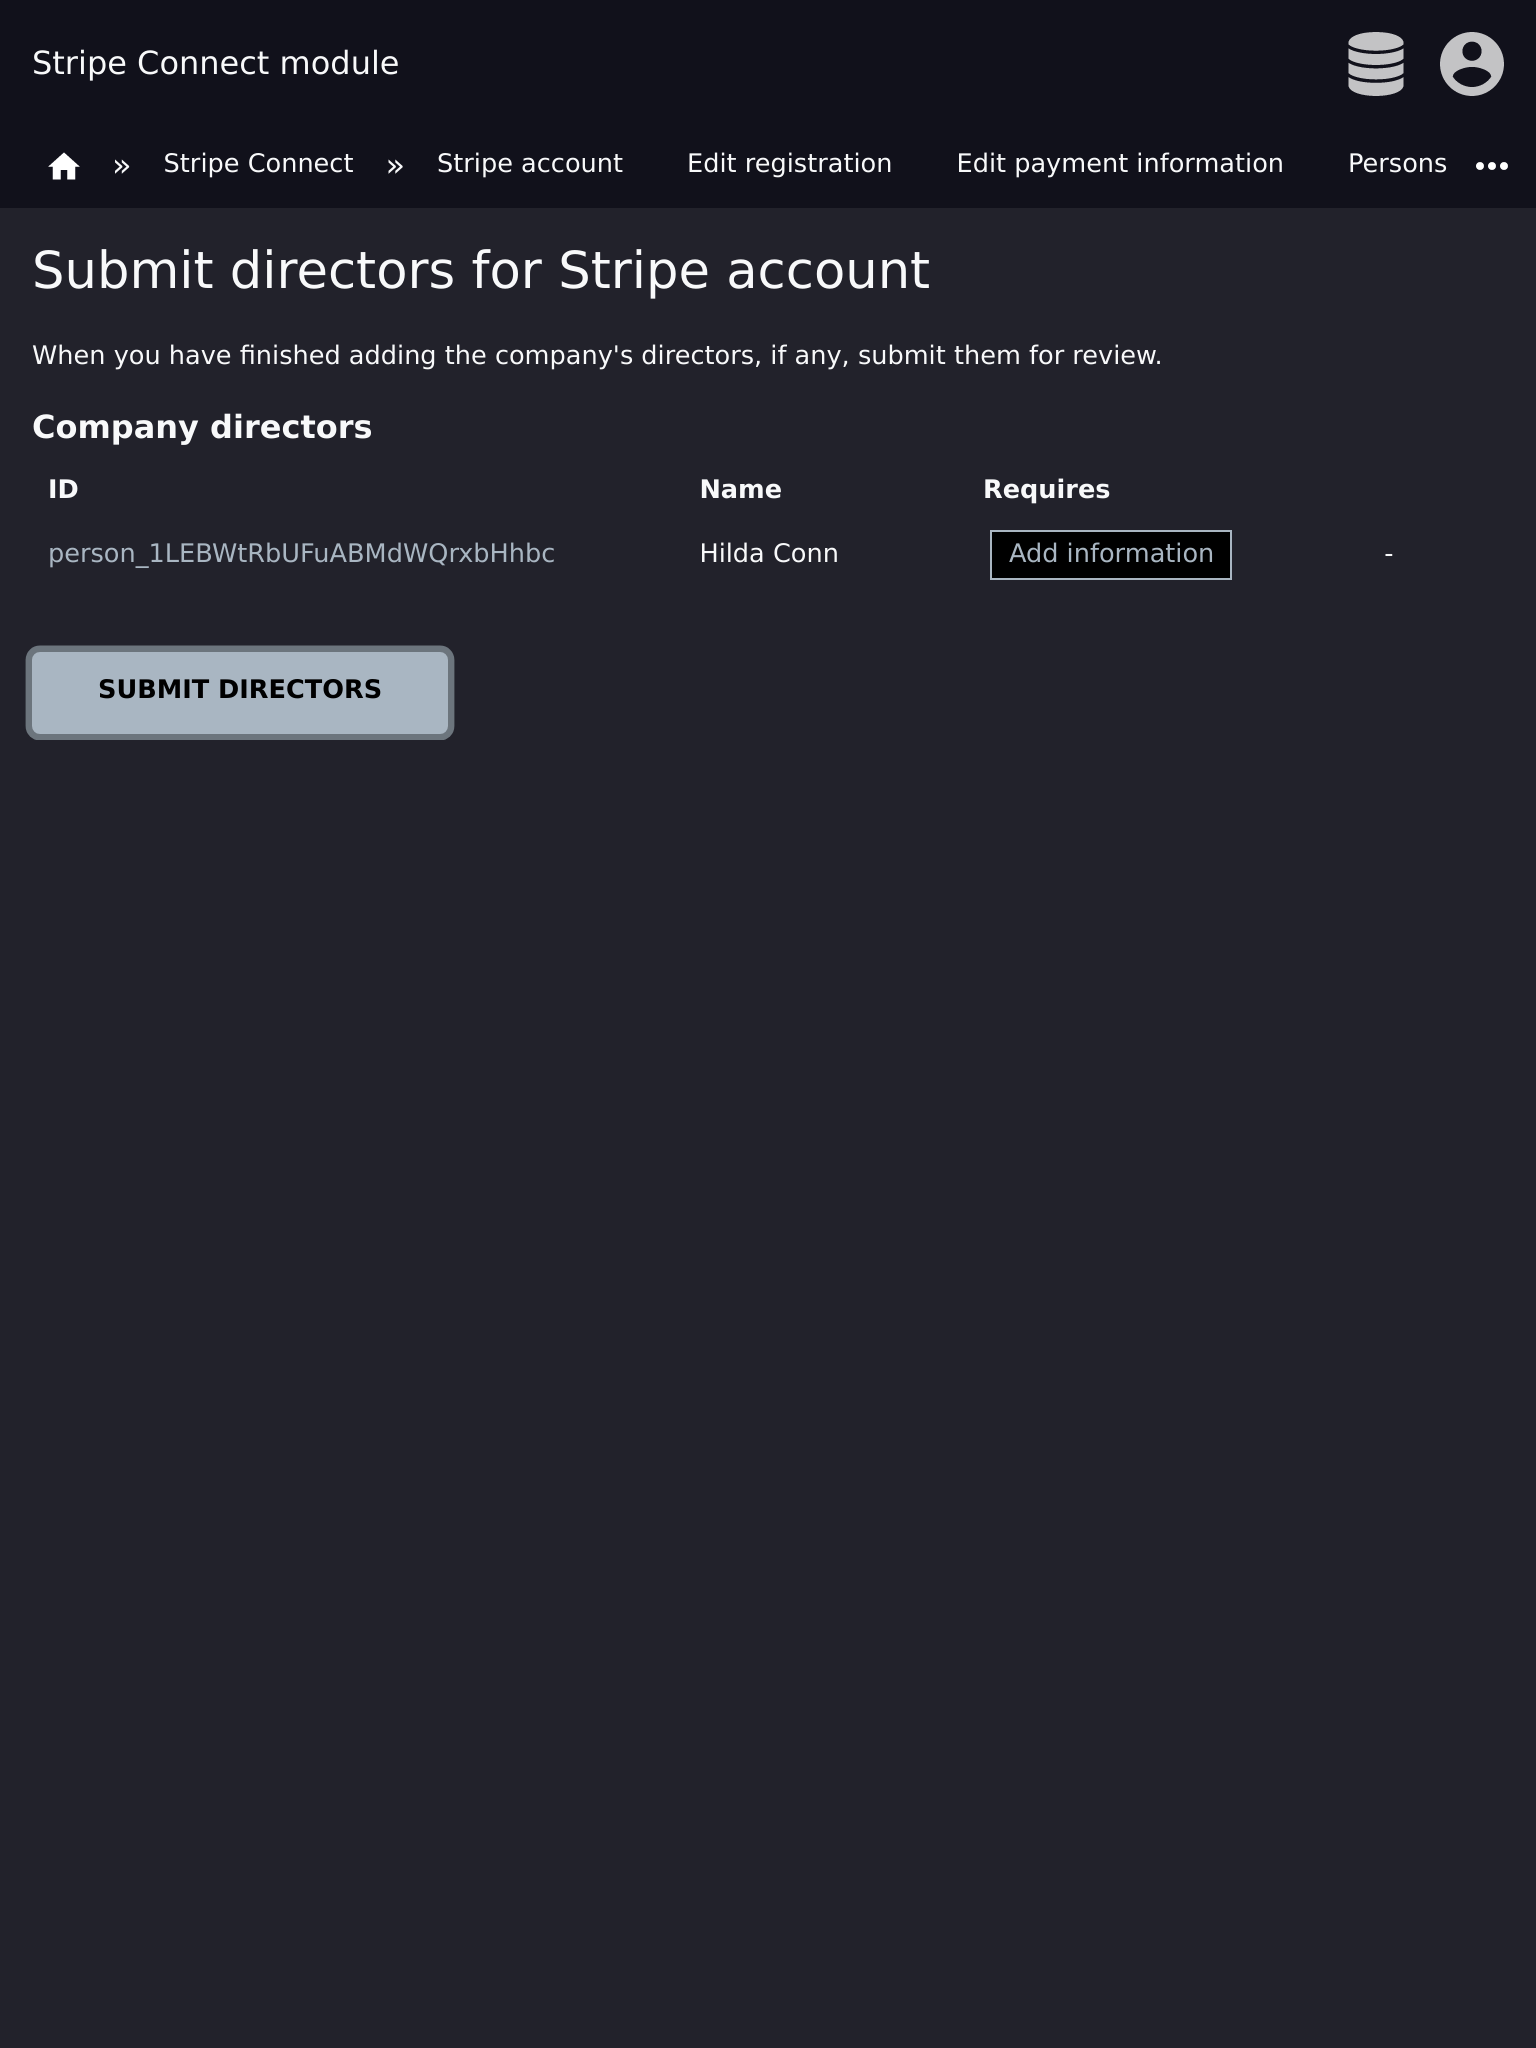 Stripe Connect module
» Stripe Connect » Stripe account Edit registration Edit payment information Persons •••
Submit directors for Stripe account
When you have finished adding the company's directors, if any, submit them for review.
Company directors
ID Name Requires
person_1LEBWtRbUFuABMdWQrxbHhbc Hilda Conn Add information -
SUBMIT DIRECTORS